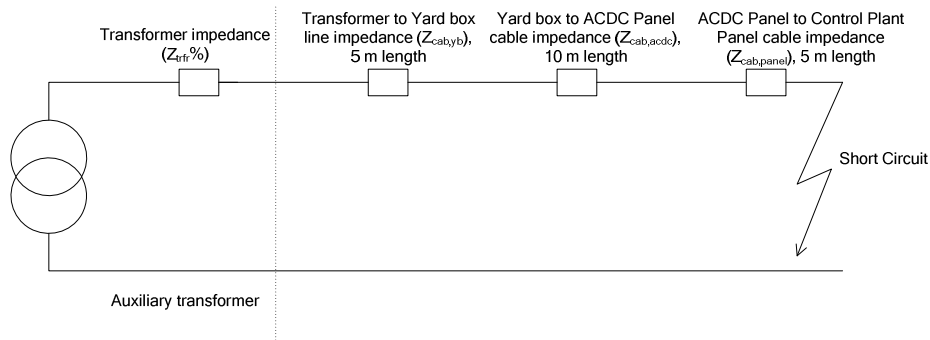 Transformer impedance
(Ztrfr%)
Transformer to Yard box
line impedance (Zcab,yb),
5 m length
Yard box to ACDC Panel
cable impedance (Zcab,acdc),
10 m length
ACDC Panel to Control Plant
Panel cable impedance
(Zcab,panel), 5 m length
Short Circuit
Auxiliary transformer